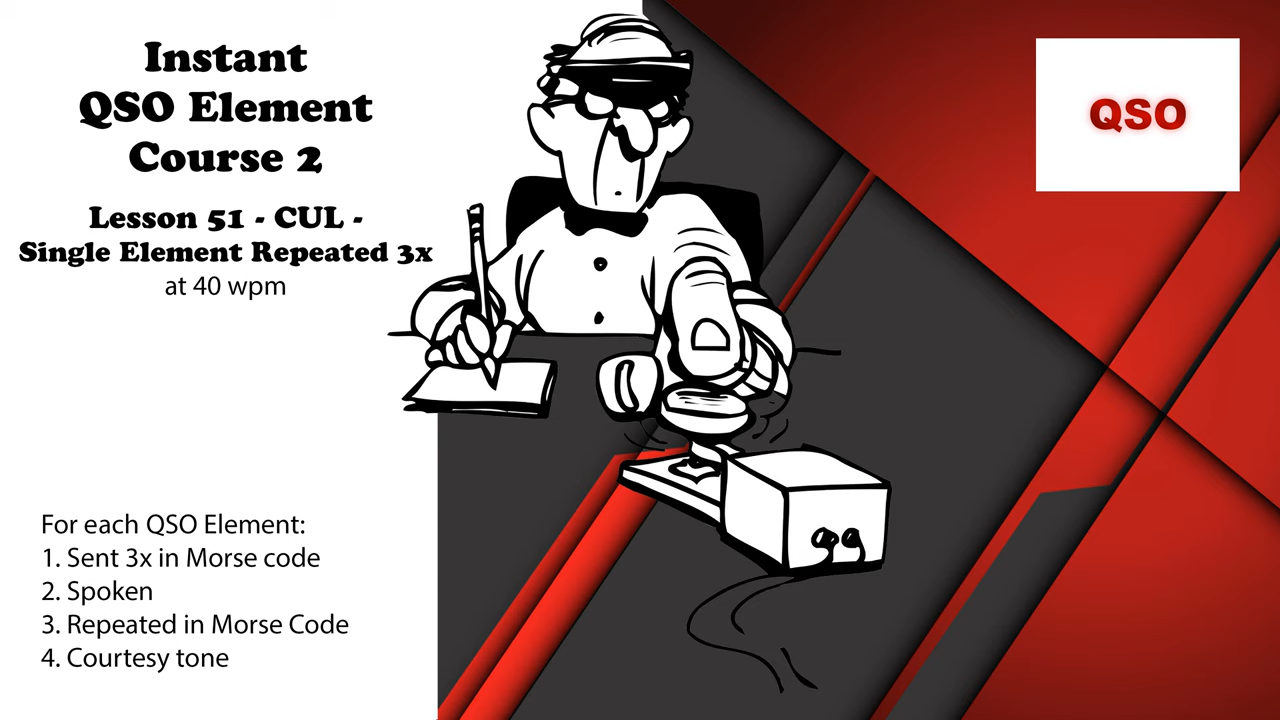 Instant
QSO Element
Course 2
Lesson 51 - CUL -
Single Element Repeated 3x
at 40 wpm
QSO
For each QSO Element:
1. Sent 3x in Morse code
2. Spoken
3. Repeated in Morse Code
4. Courtesy tone